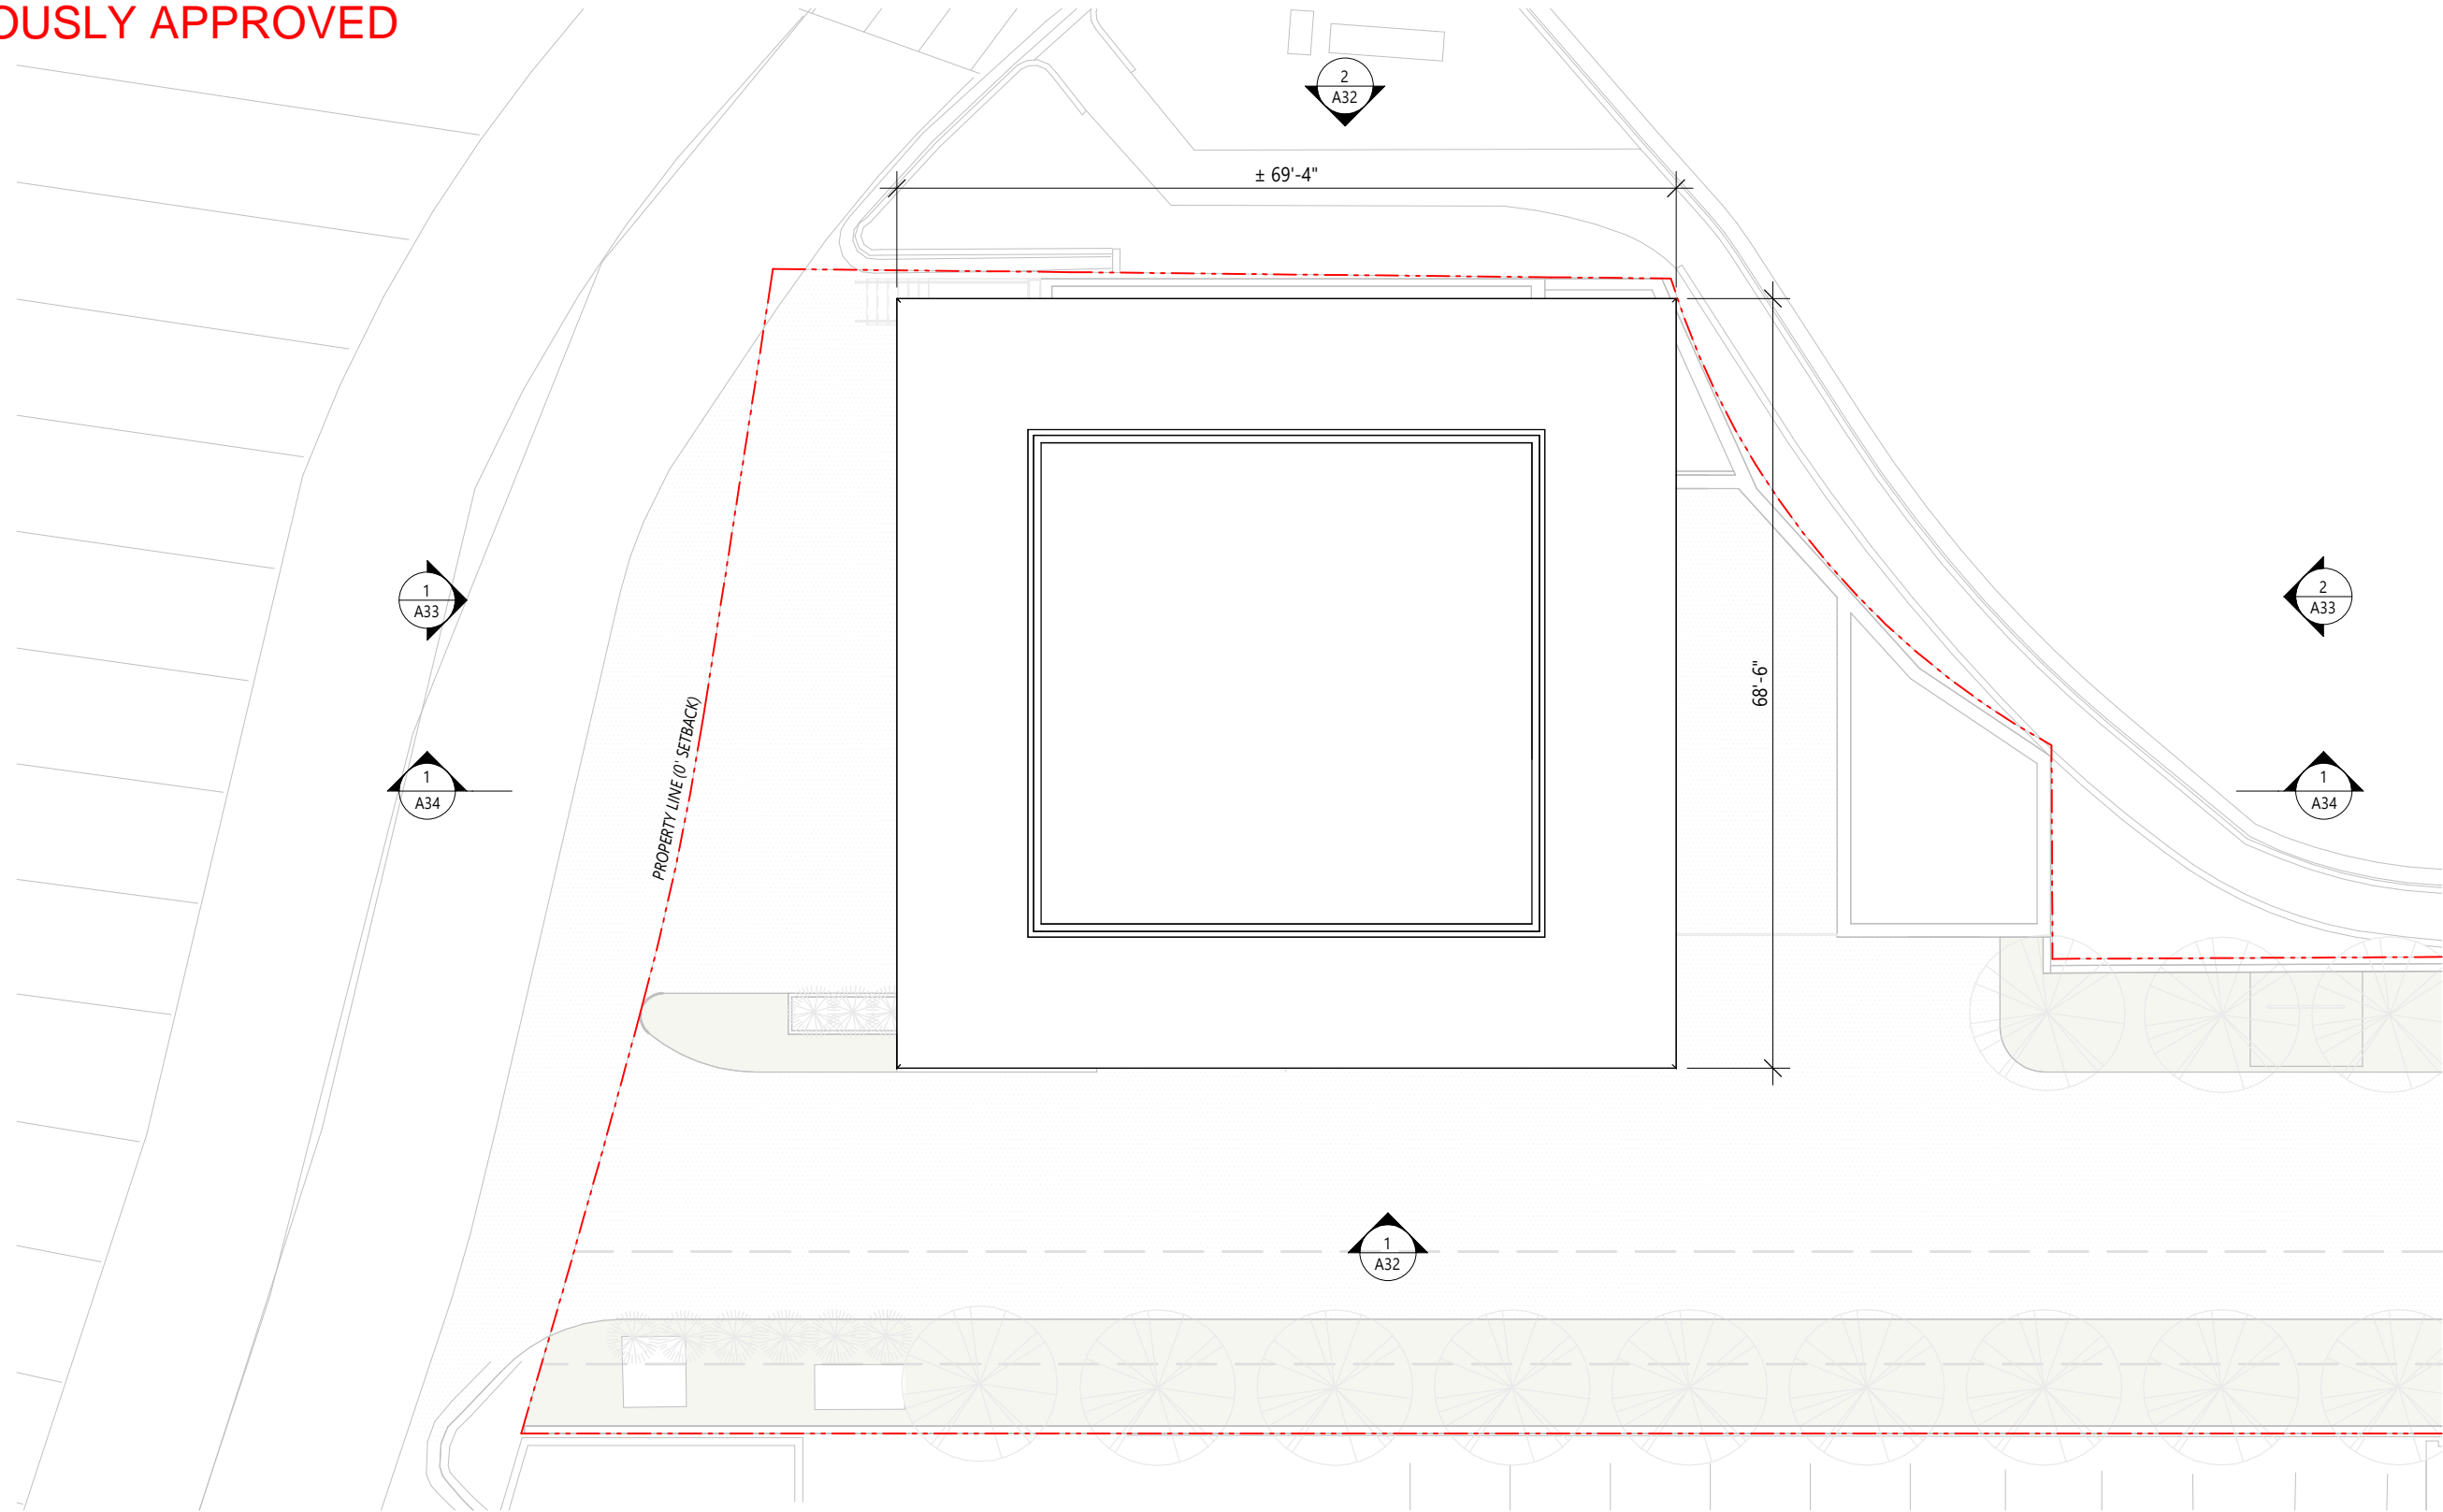 OUSLY APPROVED
2
A32
± 69'-4"
1
A33
2
A33
68'-6"
PROPERTY LINE (0' SETBACK)
1
A34
1
A34
1
A32